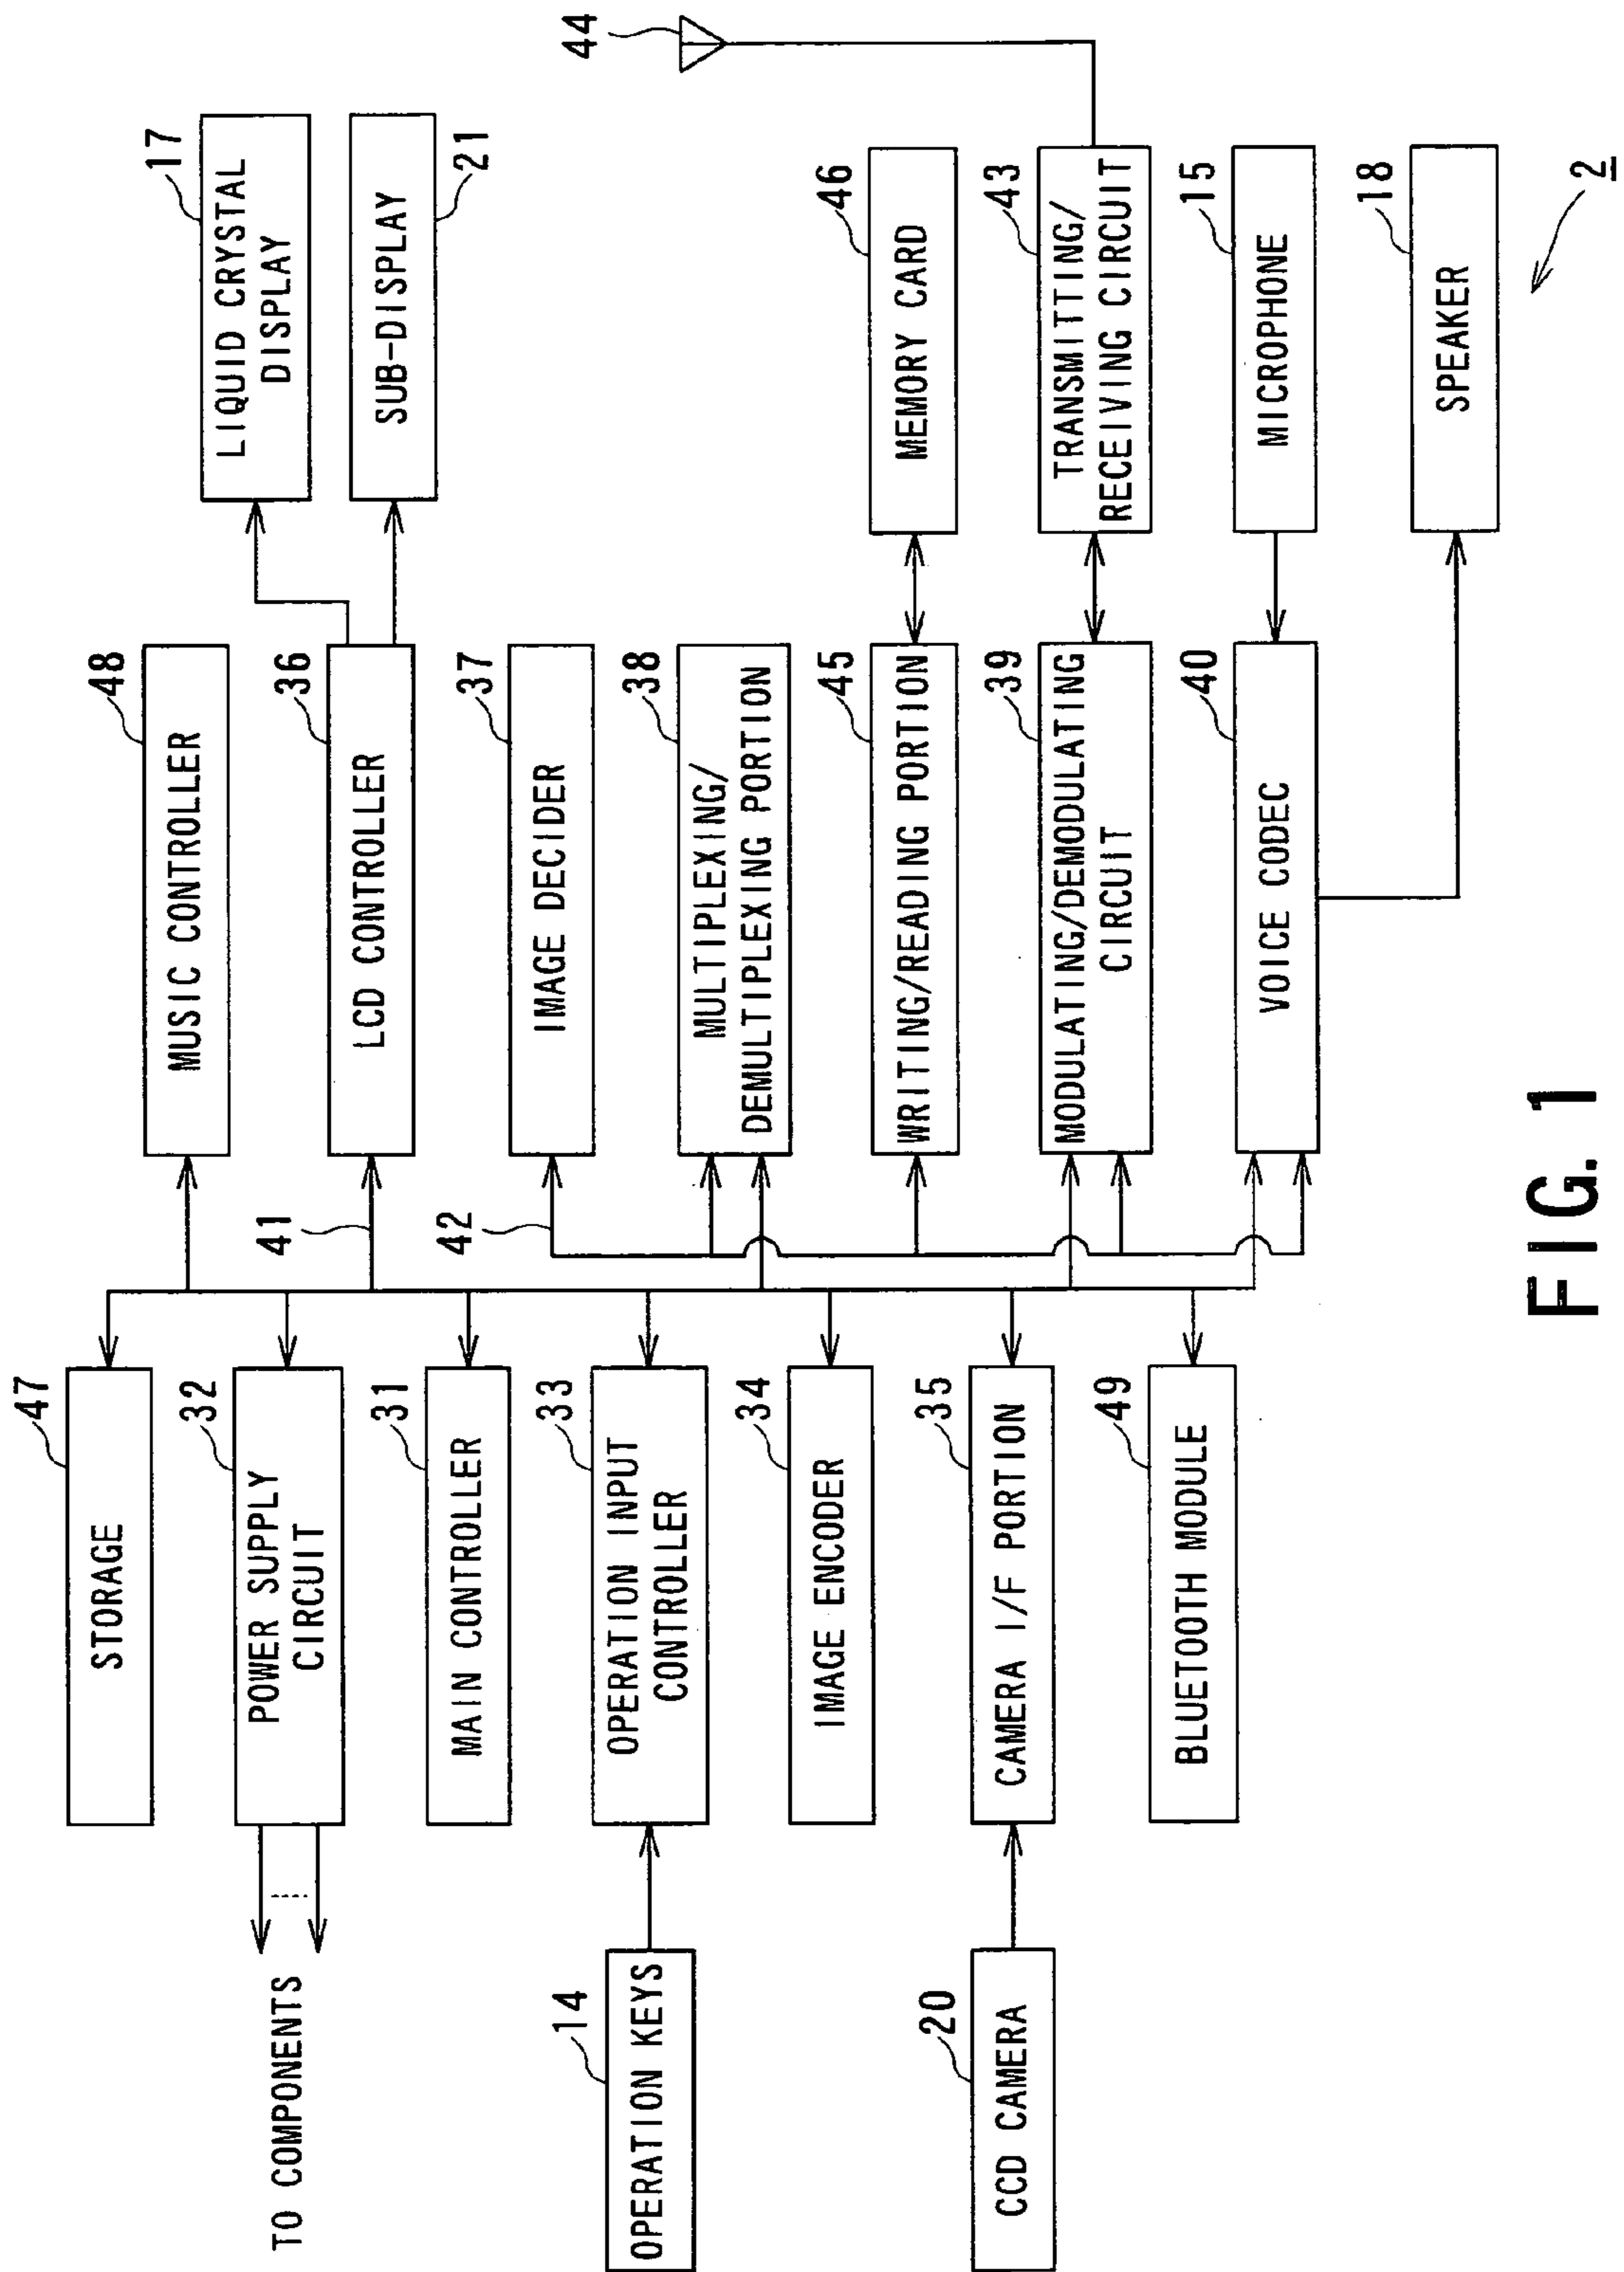 47
STORAGE
TO COMPONENTS
32
POWER SUPPLY
CIRCUIT
31
MAIN CONTROLLER
14
OPERATION KEYS
33
OPERATION INPUT
CONTROLLER
34
IMAGE ENCODER
20
CCD CAMERA
35
CAMERA I/F PORTION
49
BLUETOOTH MODULE
41
42
48
MUSIC CONTROLLER
36
LCD CONTROLLER
17
LIQUID CRYSTAL
DISPLAY
SUB-DISPLAY
21
37
IMAGE DECIDER
38
MULTIPLEXING/
DEMULTIPLEXING PORTION
44
45
WRITING/READING PORTION
46
MEMORY CARD
39
MODULATING/DEMODULATING
CIRCUIT
43
TRANSMITTING/
RECEIVING CIRCUIT
40
VOICE CODEC
15
MICROPHONE
18
SPEAKER
2
FIG. 1